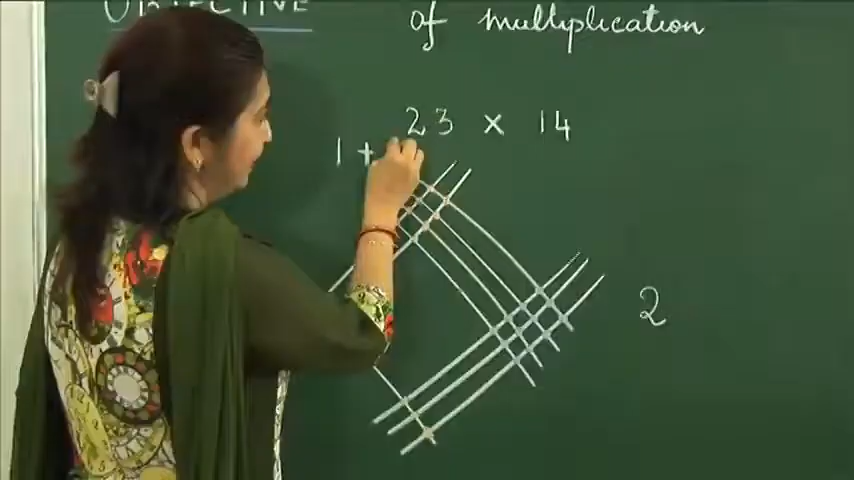 OBJECTIVE
of multiplication
23 × 14
1 +
2